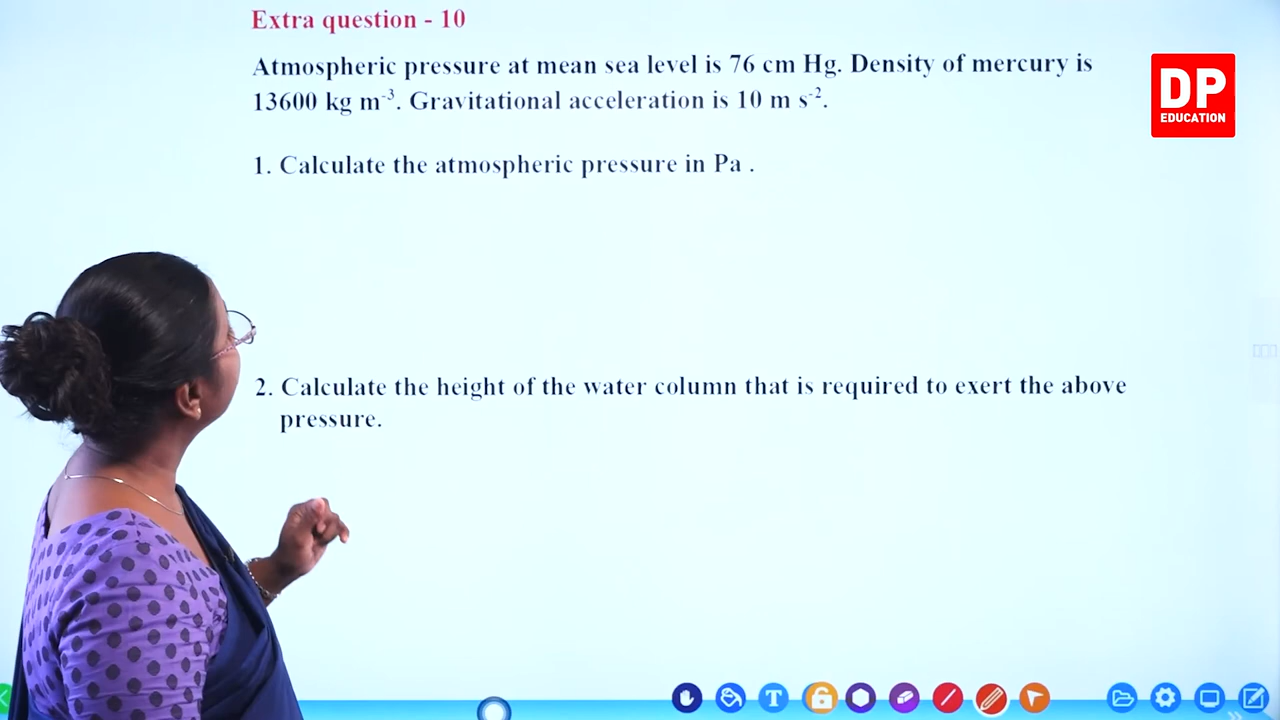 Extra question - 10
Atmospheric pressure at mean sea level is 76 cm Hg. Density of mercury is
13600 kg m⁻³. Gravitational acceleration is 10 m s⁻².
DP
EDUCATION
1. Calculate the atmospheric pressure in Pa .
2. Calculate the height of the water column that is required to exert the above
pressure.
T